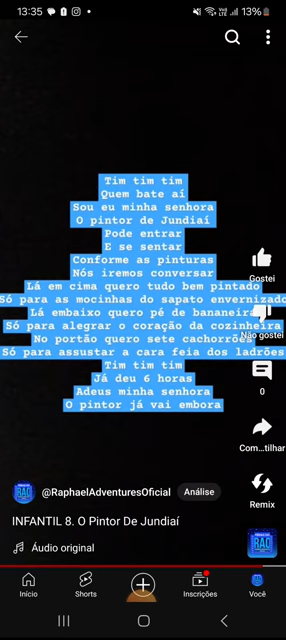 13:35
13%
Tim tim tim
Quem bate aí
Sou eu minha senhora
O pintor de Jundiaí
Pode entrar
E se sentar
Conforme as pinturas
Nós iremos conversar
Lá em cima quero tudo bem pintado
Só para as mocinhas do sapato envernizado
Lá embaixo quero pé de bananeira
Só para alegrar o coração da cozinheira
No portão quero sete cachorrões
Só para assustar a cara feia dos ladrões
Tim tim tim
Já deu 6 horas
Adeus minha senhora
O pintor já vai embora
Gostei
Não gostei
0
Com...tilhar
Remix
@RaphaelAdventuresOficial
Análise
INFANTIL 8. O Pintor De Jundiaí
Áudio original
RAO
Início
Shorts
Inscrições
Você